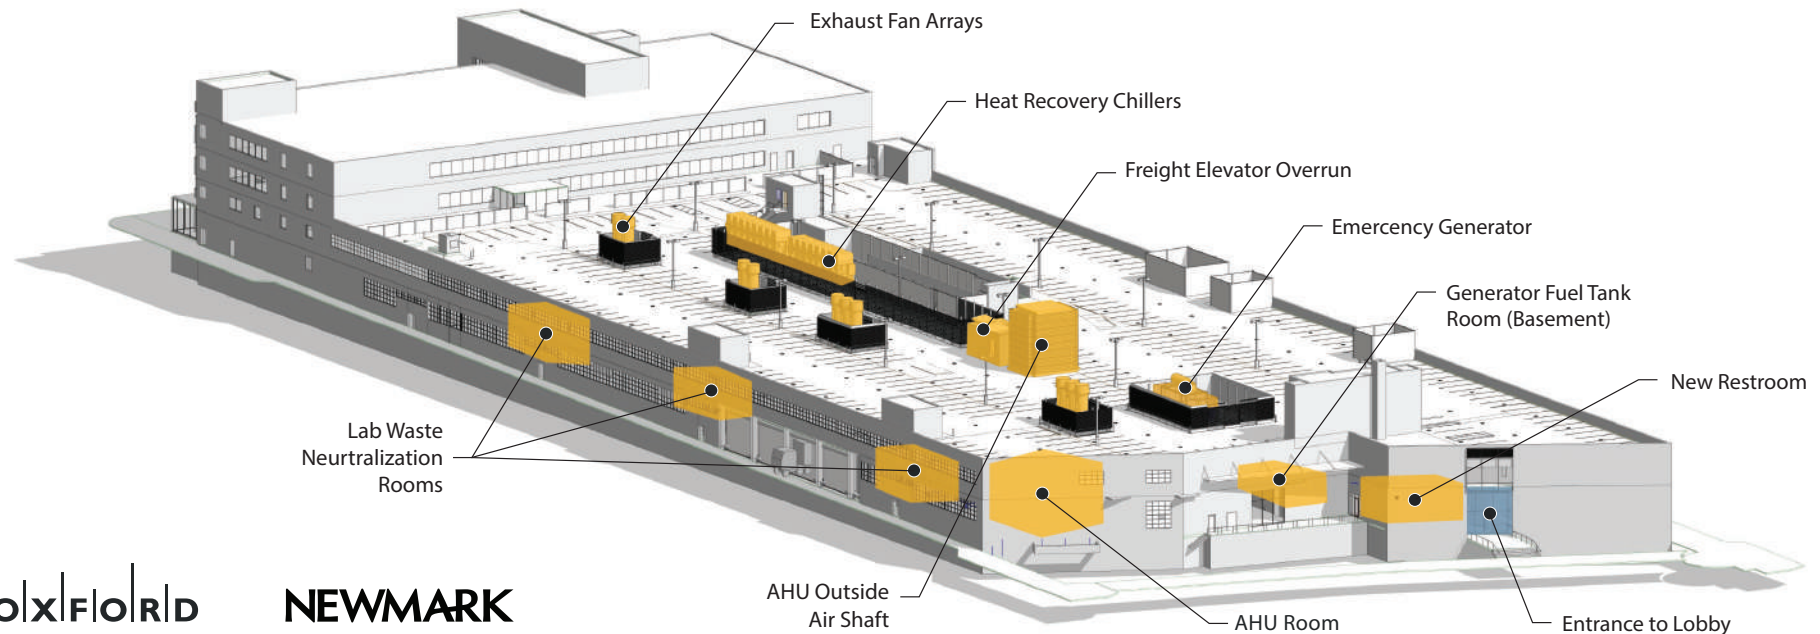 Exhaust Fan Arrays
Heat Recovery Chillers
Freight Elevator Overrun
Emercency Generator
Generator Fuel Tank
Room (Basement)
New Restroom
Lab Waste
Neurtralization
Rooms
AHU Outside
Air Shaft
AHU Room
Entrance to Lobby
OXFORD
NEWMARK